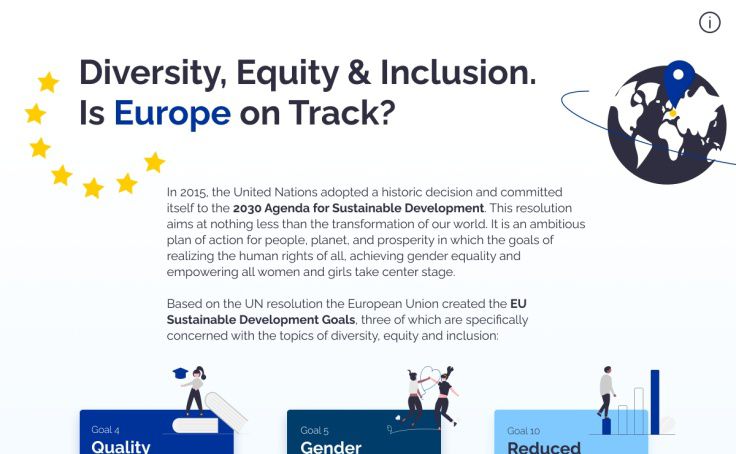 Diversity, Equity & Inclusion.
Is Europe on Track?
In 2015, the United Nations adopted a historic decision and committed
itself to the 2030 Agenda for Sustainable Development. This resolution
aims at nothing less than the transformation of our world. It is an ambitious
plan of action for people, planet, and prosperity in which the goals of
realizing the human rights of all, achieving gender equality and
empowering all women and girls take center stage.
Based on the UN resolution the European Union created the EU
Sustainable Development Goals, three of which are specifically
concerned with the topics of diversity, equity and inclusion:
Goal 4
Quality
Goal 5
Gender
Goal 10
Reduced